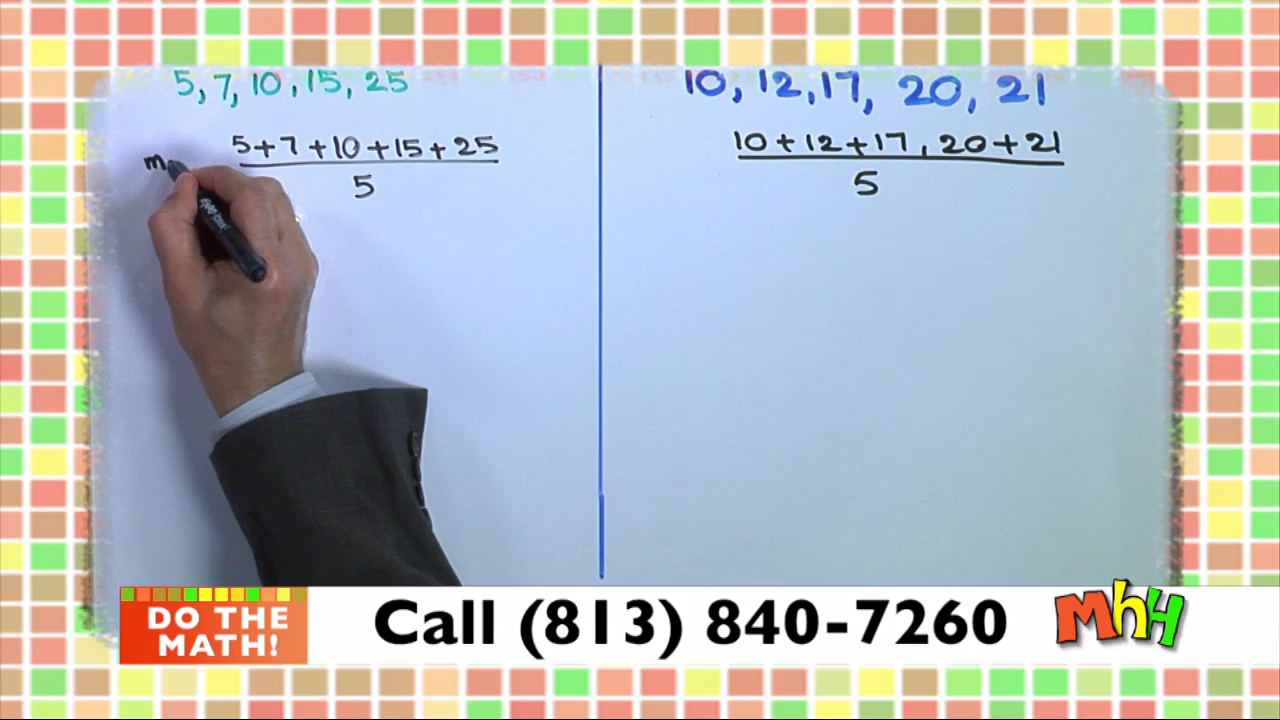 5, 7, 10, 15, 25
5+7+10+15+25
5
m
10, 12, 17, 20, 21
10+12+17, 20+21
5
DO THE
MATH!
Call (813) 840-7260
Mh4